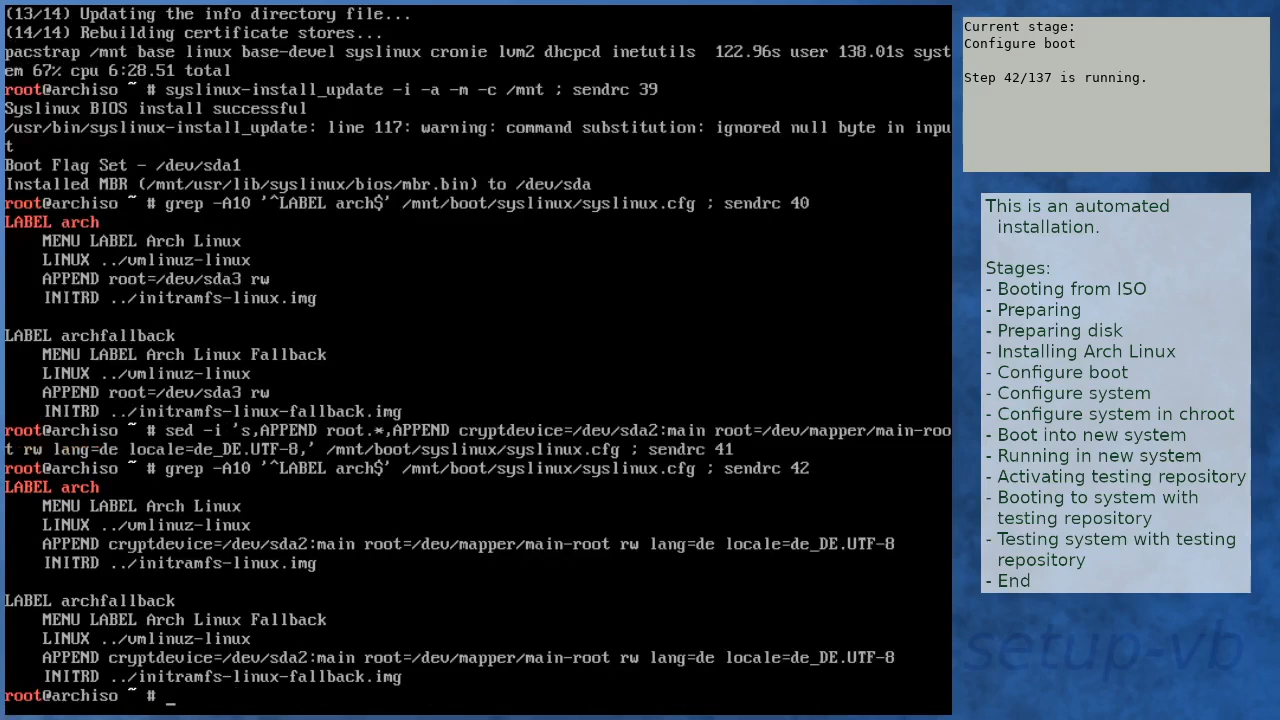 (13/14) Updating the info directory file...
(14/14) Rebuilding certificate stores...
pacstrap /mnt base linux base-devel syslinux cronie lvm2 dhcpcd inetutils  122.96s user 138.01s syst
em 67% cpu 6:28.51 total
root@archiso ~ # syslinux-install_update -i -a -m -c /mnt ; sendrc 39
Syslinux BIOS install successful
/usr/bin/syslinux-install_update: line 117: warning: command substitution: ignored null byte in inpu
t
Boot Flag Set - /dev/sda1
Installed MBR (/mnt/usr/lib/syslinux/bios/mbr.bin) to /dev/sda
root@archiso ~ # grep -A10 '^LABEL arch$' /mnt/boot/syslinux/syslinux.cfg ; sendrc 40
LABEL arch
    MENU LABEL Arch Linux
    LINUX ../vmlinuz-linux
    APPEND root=/dev/sda3 rw
    INITRD ../initramfs-linux.img

LABEL archfallback
    MENU LABEL Arch Linux Fallback
    LINUX ../vmlinuz-linux
    APPEND root=/dev/sda3 rw
    INITRD ../initramfs-linux-fallback.img
root@archiso ~ # sed -i 's,APPEND root.*,APPEND cryptdevice=/dev/sda2:main root=/dev/mapper/main-roo
t rw lang=de locale=de_DE.UTF-8,' /mnt/boot/syslinux/syslinux.cfg ; sendrc 41
root@archiso ~ # grep -A10 '^LABEL arch$' /mnt/boot/syslinux/syslinux.cfg ; sendrc 42
LABEL arch
    MENU LABEL Arch Linux
    LINUX ../vmlinuz-linux
    APPEND cryptdevice=/dev/sda2:main root=/dev/mapper/main-root rw lang=de locale=de_DE.UTF-8
    INITRD ../initramfs-linux.img

LABEL archfallback
    MENU LABEL Arch Linux Fallback
    LINUX ../vmlinuz-linux
    APPEND cryptdevice=/dev/sda2:main root=/dev/mapper/main-root rw lang=de locale=de_DE.UTF-8
    INITRD ../initramfs-linux-fallback.img
root@archiso ~ # _
Current stage:
Configure boot

Step 42/137 is running.
This is an automated
installation.

Stages:
- Booting from ISO
- Preparing
- Preparing disk
- Installing Arch Linux
- Configure boot
- Configure system
- Configure system in chroot
- Boot into new system
- Running in new system
- Activating testing repository
- Booting to system with
testing repository
- Testing system with testing
repository
- End
setup-vb